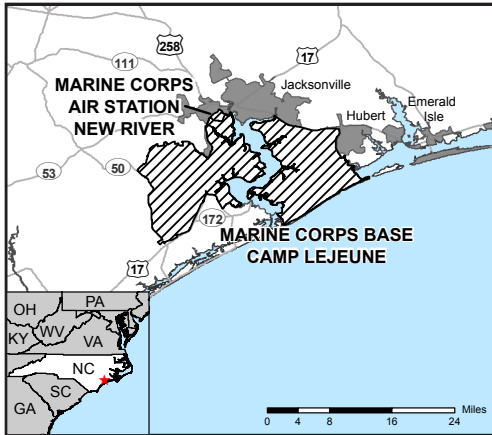 258
17
111
Jacksonville
MARINE CORPS
AIR STATION
NEW RIVER
Hubert
Emerald
Isle
53
50
172
MARINE CORPS BASE
CAMP LEJEUNE
17
OH
PA
KY
WV
VA
NC
SC
GA
Miles
0 4 8 16 24